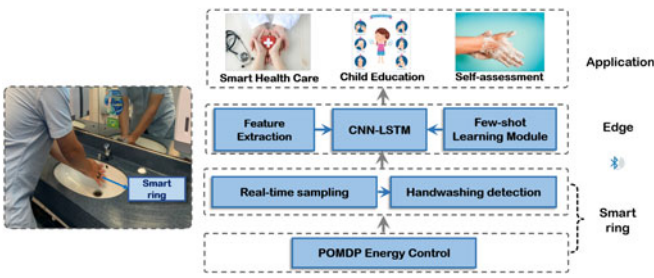 Smart Health Care
Child Education
Self-assessment
Application
Feature
Extraction
CNN-LSTM
Few-shot
Learning Module
Edge
Smart
ring
Real-time sampling
Handwashing detection
Smart
ring
POMDP Energy Control